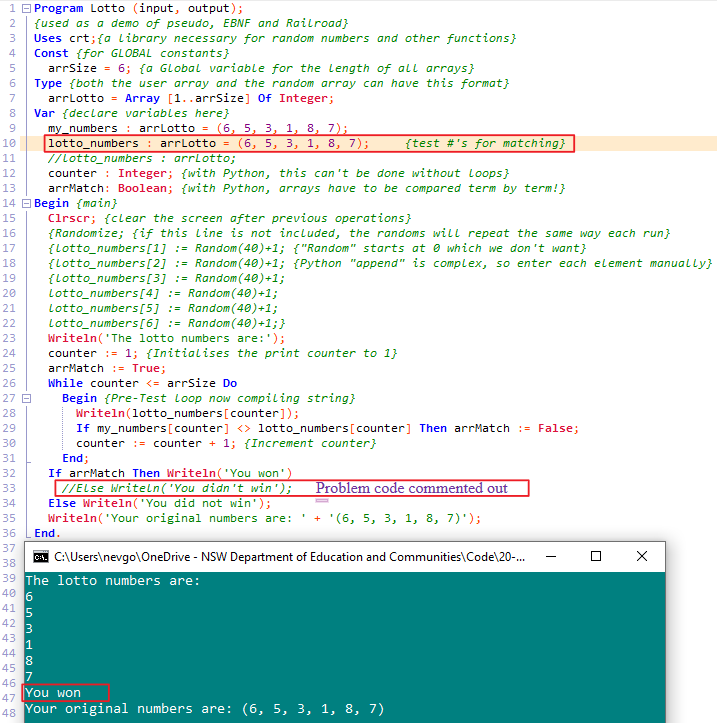 1 Program Lotto (input, output);
2 {used as a demo of pseudo, EBNF and Railroad}
3 Uses crt;{a library necessary for random numbers and other functions}
4 Const {for GLOBAL constants}
5 arrSize = 6; {a Global variable for the length of all arrays}
6 Type {both the user array and the random array can have this format}
7 arrLotto = Array [1..arrSize] Of Integer;
8 Var {declare variables here}
9 my_numbers : arrLotto = (6, 5, 3, 1, 8, 7);
10 lotto_numbers : arrLotto = (6, 5, 3, 1, 8, 7); {test #'s for matching}
11 //lotto_numbers : arrLotto;
12 counter : Integer; {with Python, this can't be done without loops}
13 arrMatch: Boolean; {with Python, arrays have to be compared term by term!}
14 Begin {main}
15 Clrscr; {clear the screen after previous operations}
16 {Randomize; {if this line is not included, the randoms will repeat the same way each run}
17 {lotto_numbers[1] := Random(40)+1; {"Random" starts at 0 which we don't want}
18 {lotto_numbers[2] := Random(40)+1; {Python "append" is complex, so enter each element manually}
19 {lotto_numbers[3] := Random(40)+1;
20 lotto_numbers[4] := Random(40)+1;
21 lotto_numbers[5] := Random(40)+1;
22 lotto_numbers[6] := Random(40)+1;}
23 Writeln('The lotto numbers are:');
24 counter := 1; {Initialises the print counter to 1}
25 arrMatch := True;
26 While counter <= arrSize Do
27 Begin {Pre-Test loop now compiling string}
28 Writeln(lotto_numbers[counter]);
29 If my_numbers[counter] <> lotto_numbers[counter] Then arrMatch := False;
30 counter := counter + 1; {Increment counter}
31 End;
32 If arrMatch Then Writeln('You won')
33 //Else Writeln('You didn't win'); Problem code commented out
34 Else Writeln('You did not win');
35 Writeln('Your original numbers are: ' + '(6, 5, 3, 1, 8, 7)');
36 End.
37
38 C:\Users\nevgo\OneDrive - NSW Department of Education and Communities\Code\20-...
39 The lotto numbers are:
40 6
41 5
42 3
43 1
44 8
45 7
46
47 You won
48 Your original numbers are: (6, 5, 3, 1, 8, 7)